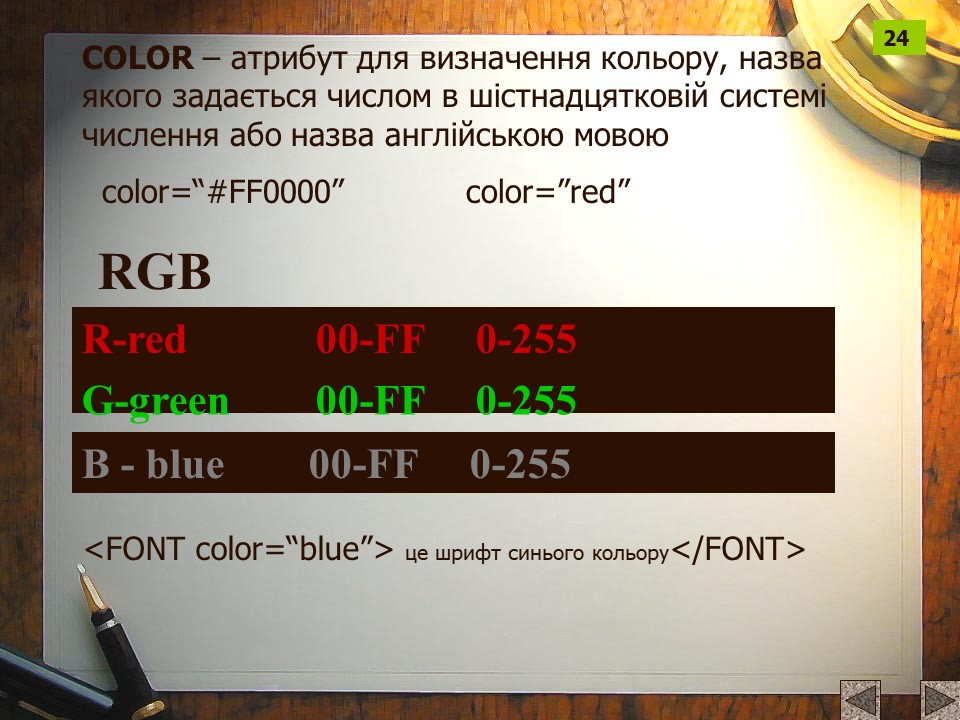 24
COLOR – атрибут для визначення кольору, назва
якого задається числом в шістнадцятковій системі
числення або назва англійською мовою
color=“#FF0000” color=”red”
RGB
R-red 00-FF 0-255
G-green 00-FF 0-255
B - blue 00-FF 0-255
<FONT color=“blue”> це шрифт синього кольору</FONT>